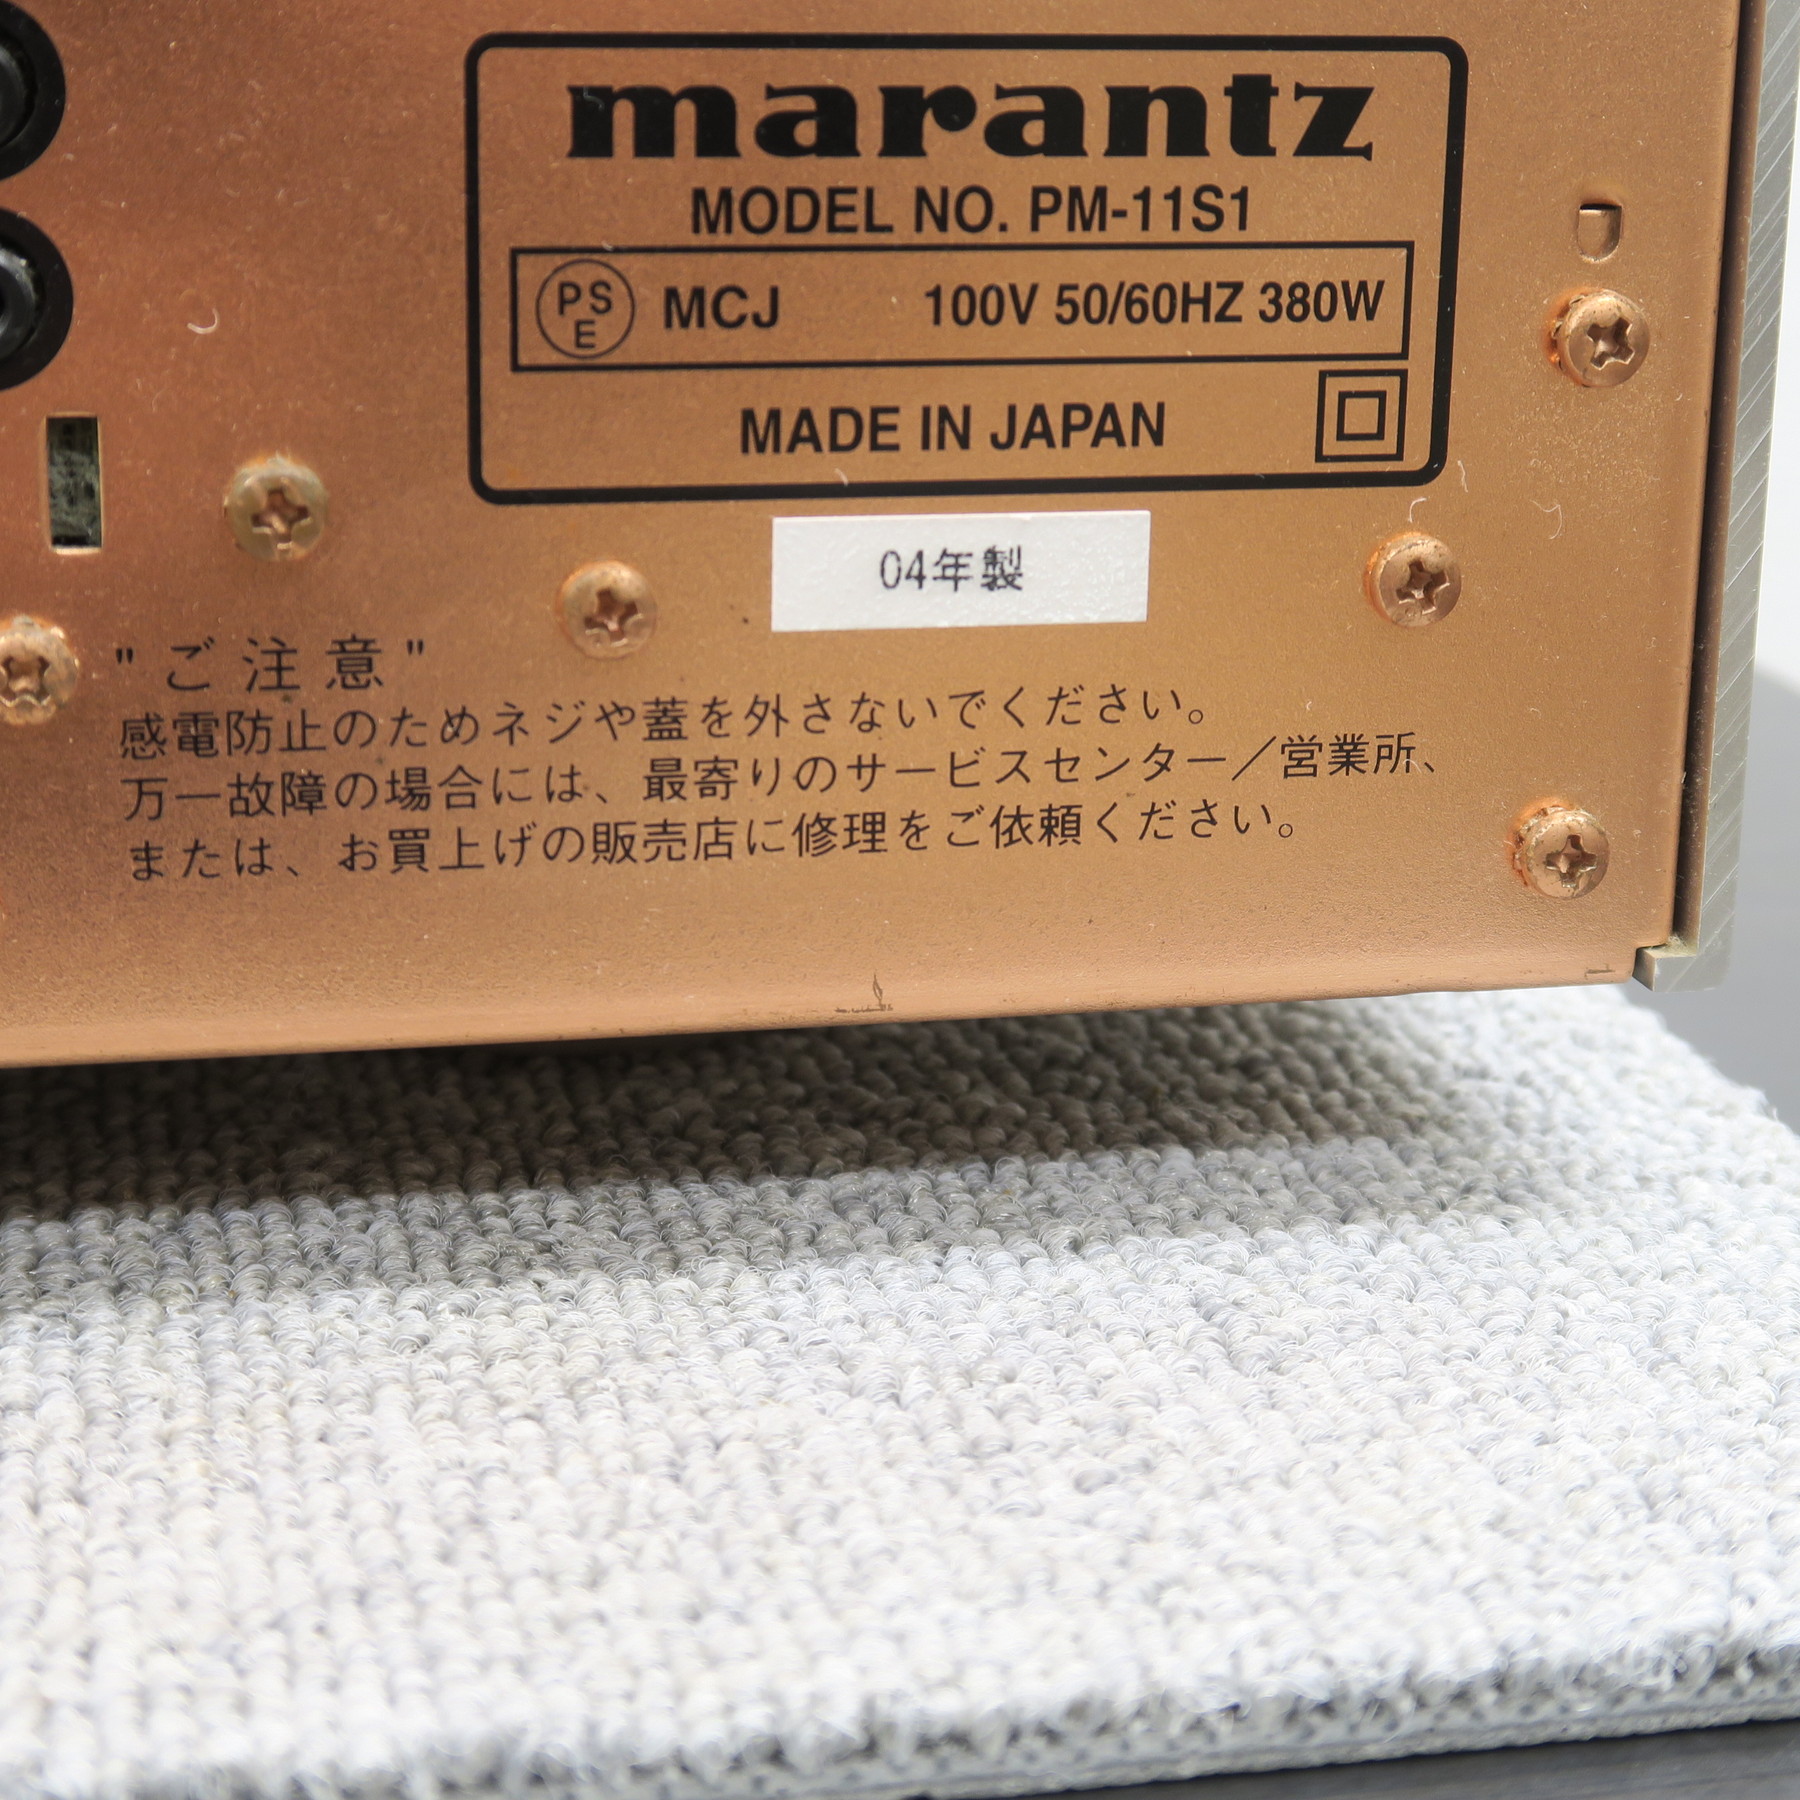 marantz
MODEL NO. PM-11S1
PSE MCJ 100V 50/60HZ 380W
MADE IN JAPAN
04年製
"ご注意"
感電防止のためネジや蓋を外さないでください。
万一故障の場合には、最寄りのサービスセンター／営業所、
または、お買上げの販売店に修理をご依頼ください。